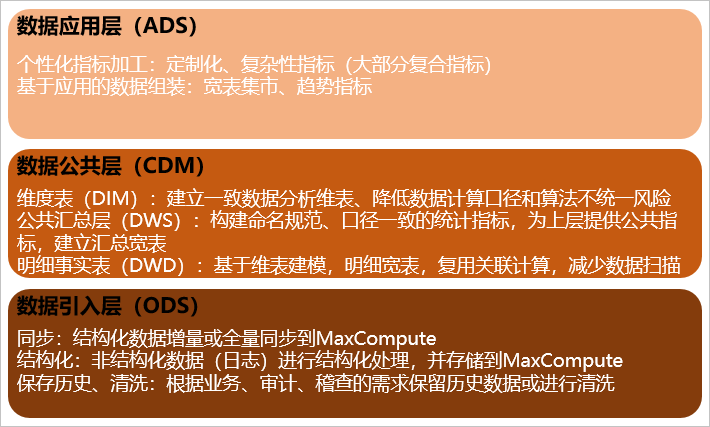 数据应用层（ADS）
个性化指标加工：定制化、复杂性指标（大部分复合指标）
基于应用的数据组装：宽表集市、趋势指标
数据公共层（CDM）
维度表（DIM）：建立一致数据分析维表、降低数据计算口径和算法不统一风险
公共汇总层（DWS）：构建命名规范、口径一致的统计指标，为上层提供公共指
标，建立汇总宽表
明细事实表（DWD）：基于维表建模，明细宽表，复用关联计算，减少数据扫描
数据引入层（ODS）
同步：结构化数据增量或全量同步到MaxCompute
结构化：非结构化数据（日志）进行结构化处理，并存储到MaxCompute
保存历史、清洗：根据业务、审计、稽查的需求保留历史数据或进行清洗